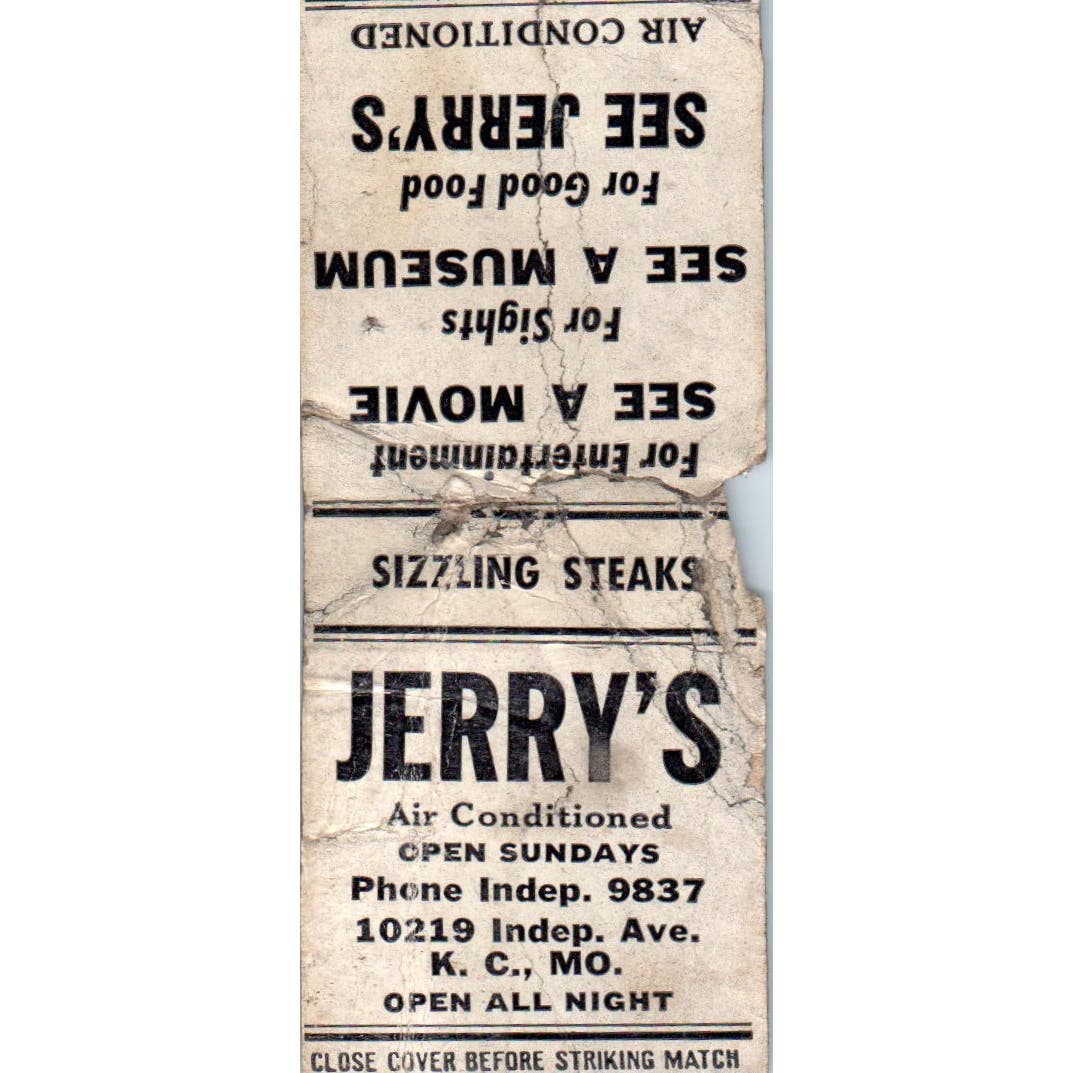 For Entertainment
SEE A MOVIE
For Sights
SEE A MUSEUM
For Good Food
SEE JERRY'S
AIR CONDITIONED
SIZZLING STEAKS
JERRY'S
Air Conditioned
OPEN SUNDAYS
Phone Indep. 9837
10219 Indep. Ave.
K. C., MO.
OPEN ALL NIGHT
CLOSE COVER BEFORE STRIKING MATCH